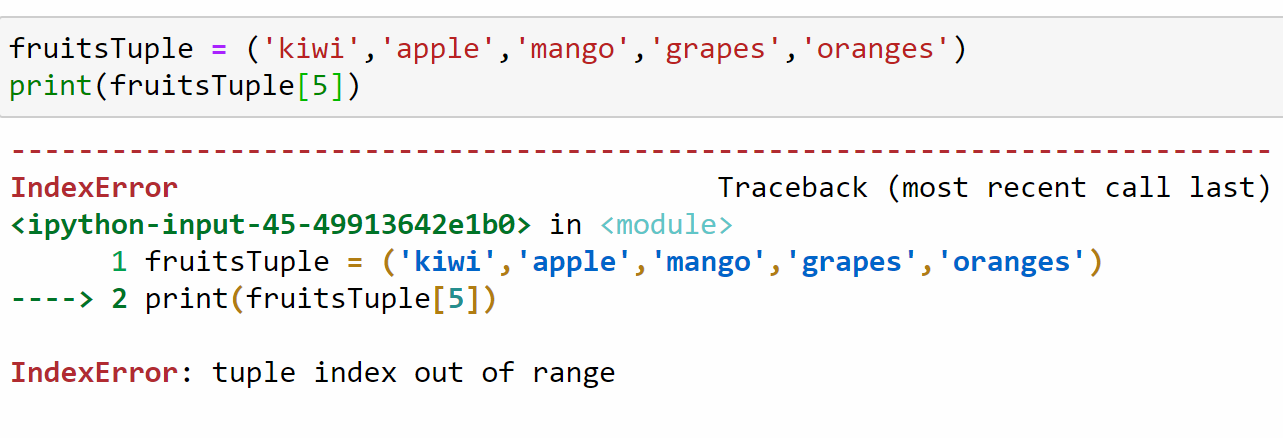 fruitsTuple = ('kiwi','apple','mango','grapes','oranges')
print(fruitsTuple[5])
---------------------------------------------------------------------------
IndexError                                Traceback (most recent call last)
<ipython-input-45-49913642e1b0> in <module>
      1 fruitsTuple = ('kiwi','apple','mango','grapes','oranges')
----> 2 print(fruitsTuple[5])
IndexError: tuple index out of range